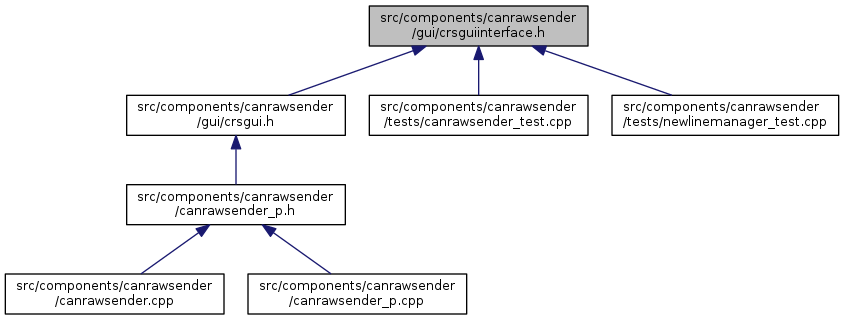 src/components/canrawsender
/gui/crsguiinterface.h
src/components/canrawsender
/gui/crsgui.h
src/components/canrawsender
/tests/canrawsender_test.cpp
src/components/canrawsender
/tests/newlinemanager_test.cpp
src/components/canrawsender
/canrawsender_p.h
src/components/canrawsender
/canrawsender.cpp
src/components/canrawsender
/canrawsender_p.cpp